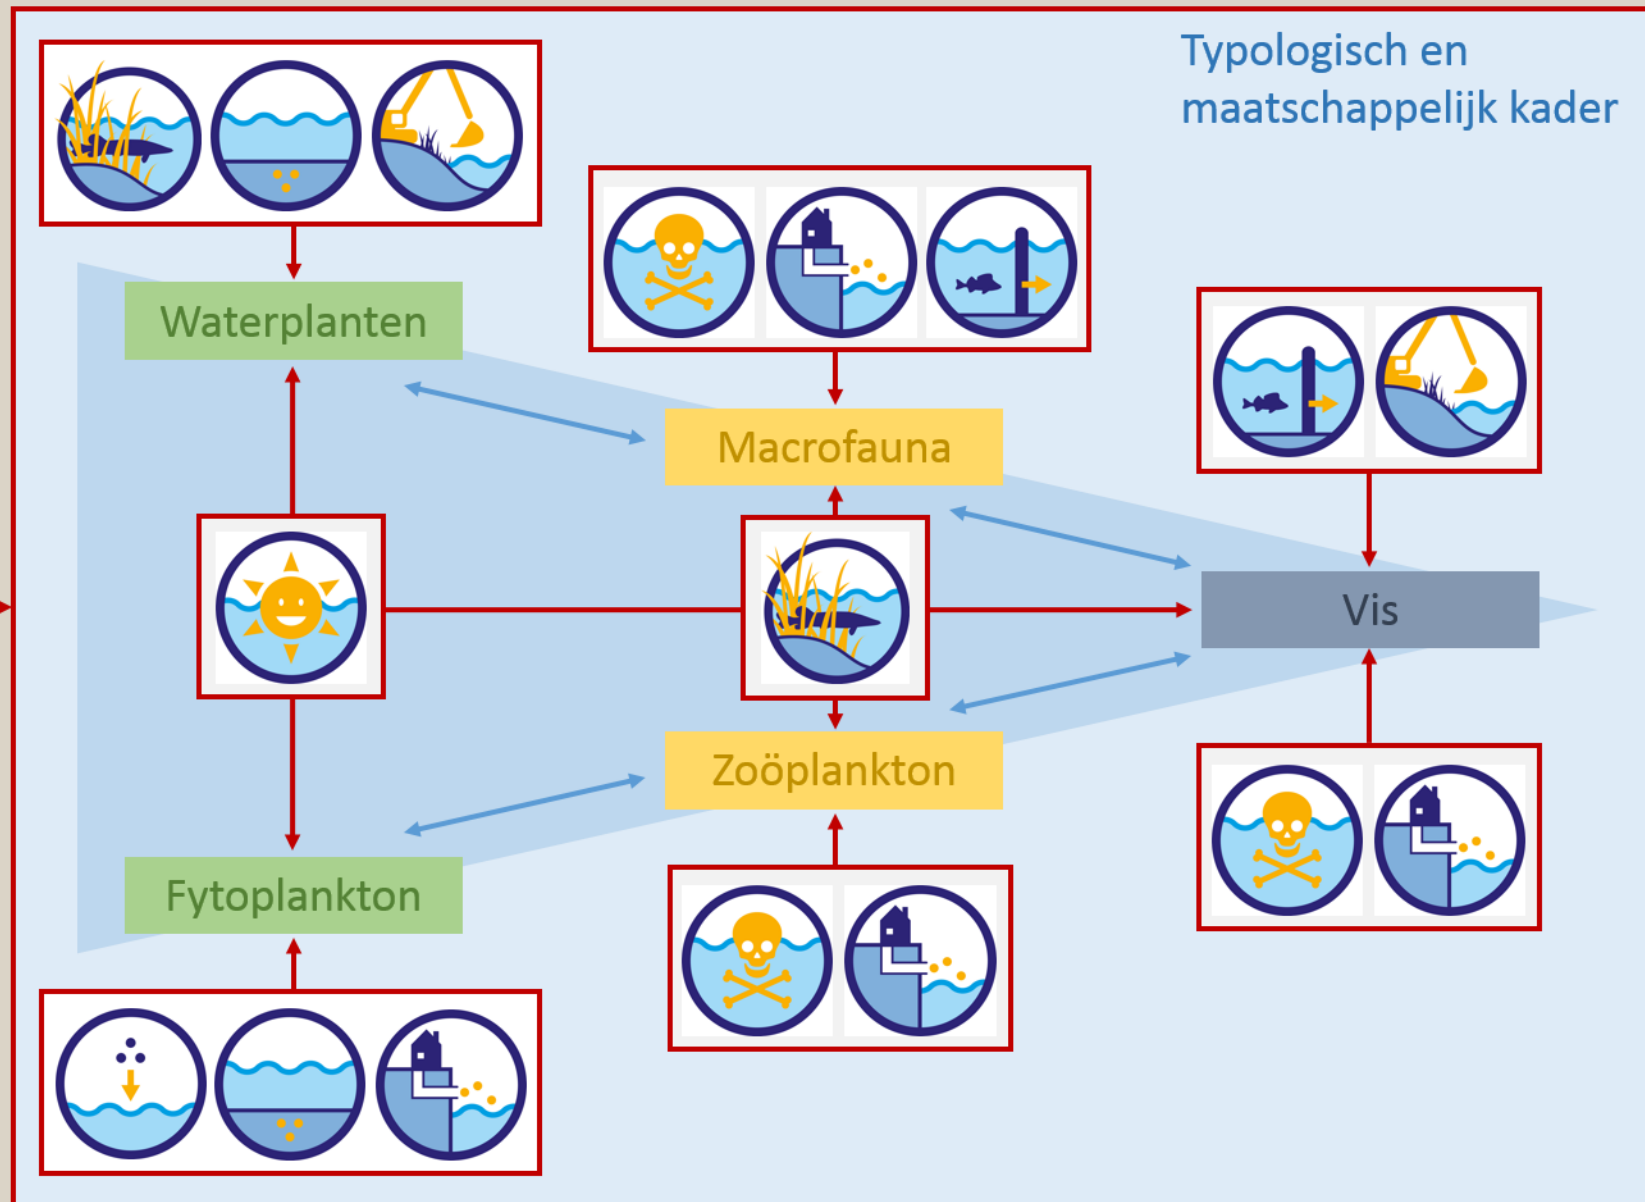 Typologisch en
maatschappelijk kader
Waterplanten
Macrofauna
Vis
Zoöplankton
Fytoplankton